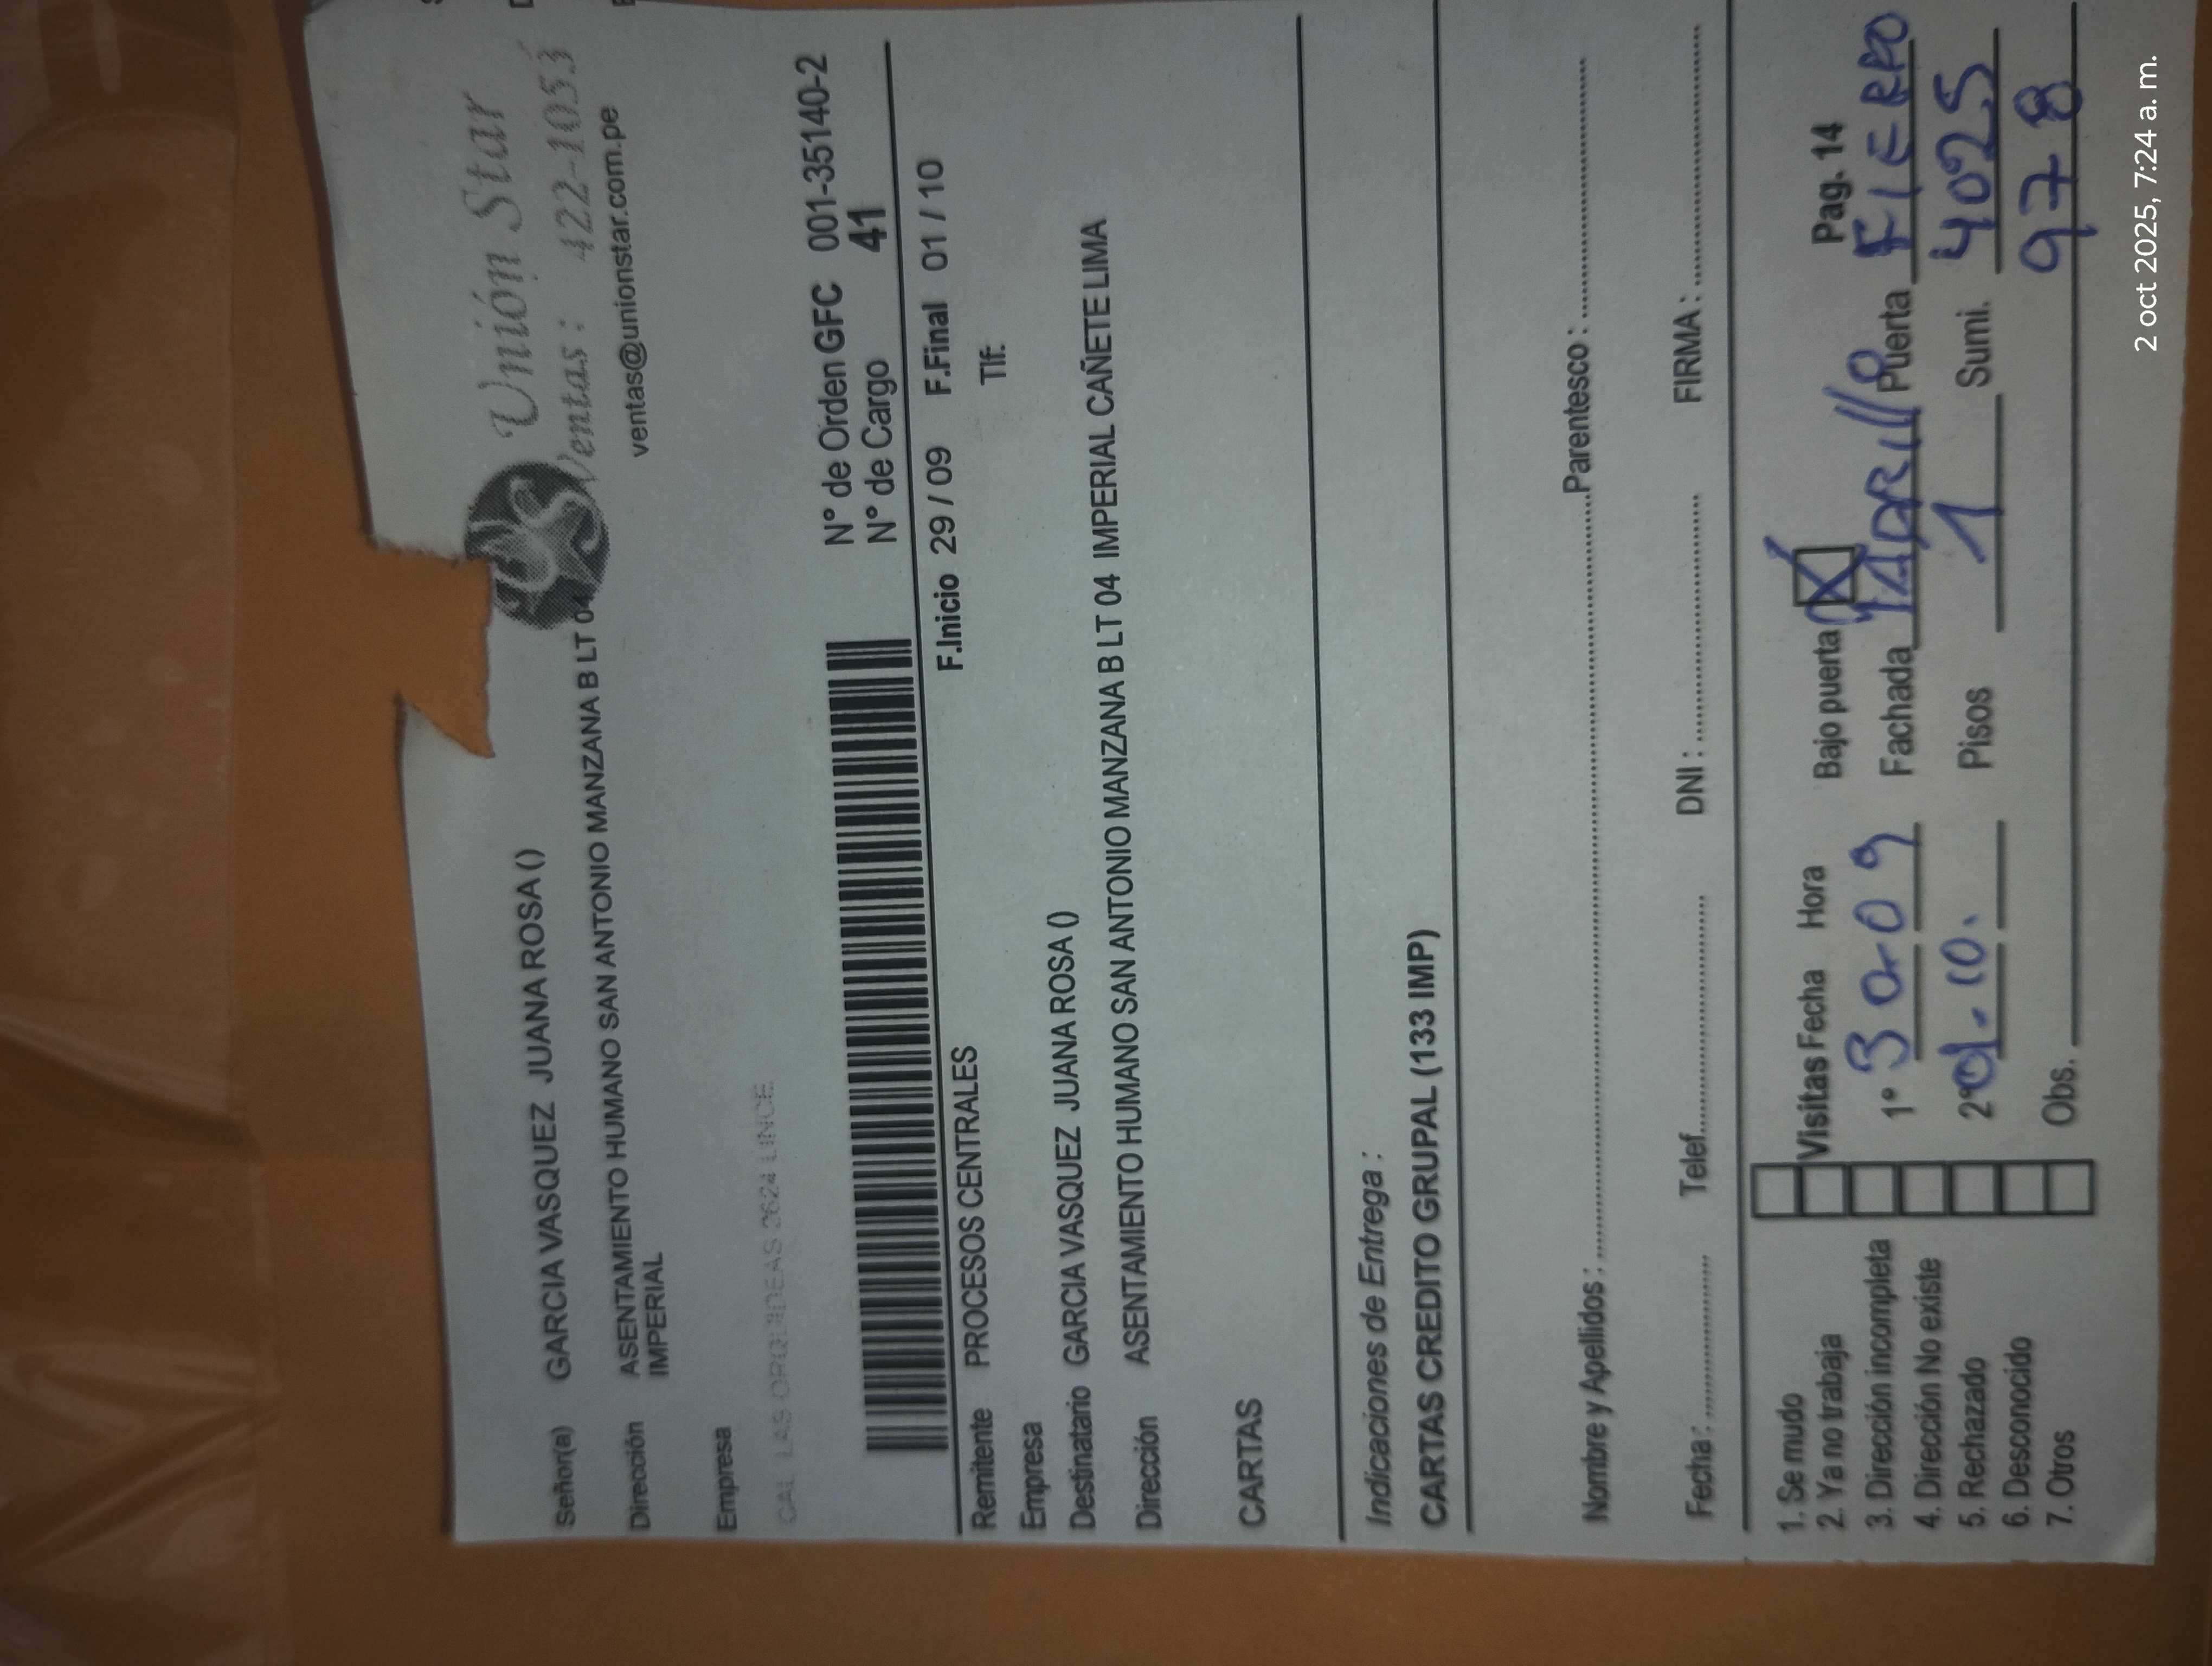 Unión Star
Ventas : 422-1053
ventas@unionstar.com.pe
Señor(a) GARCIA VASQUEZ JUANA ROSA ()
Dirección ASENTAMIENTO HUMANO SAN ANTONIO MANZANA B LT 04
IMPERIAL
Empresa
CAL LAS ORQUIDEAS 2624 LINCE
N° de Orden GFC 001-35140-2
N° de Cargo 41
F.Inicio 29 / 09 F.Final 01 / 10
Remitente PROCESOS CENTRALES Tlf:
Empresa
Destinatario GARCIA VASQUEZ JUANA ROSA ()
Dirección ASENTAMIENTO HUMANO SAN ANTONIO MANZANA B LT 04 IMPERIAL CAÑETE LIMA
CARTAS
Indicaciones de Entrega :
CARTAS CREDITO GRUPAL (133 IMP)
Nombre y Apellidos : Parentesco :
Fecha : Telef. DNI : FIRMA :
1. Se mudo
2. Ya no trabaja
3. Dirección incompleta
4. Dirección No existe
5. Rechazado
6. Desconocido
7. Otros
Visitas Fecha Hora Bajo puerta X Pag. 14
1° 30-09 Fachada Puerta FIERRO
2° 01-10. Pisos 1 Sumi. 4025
Obs. 978
2 oct 2025, 7:24 a. m.